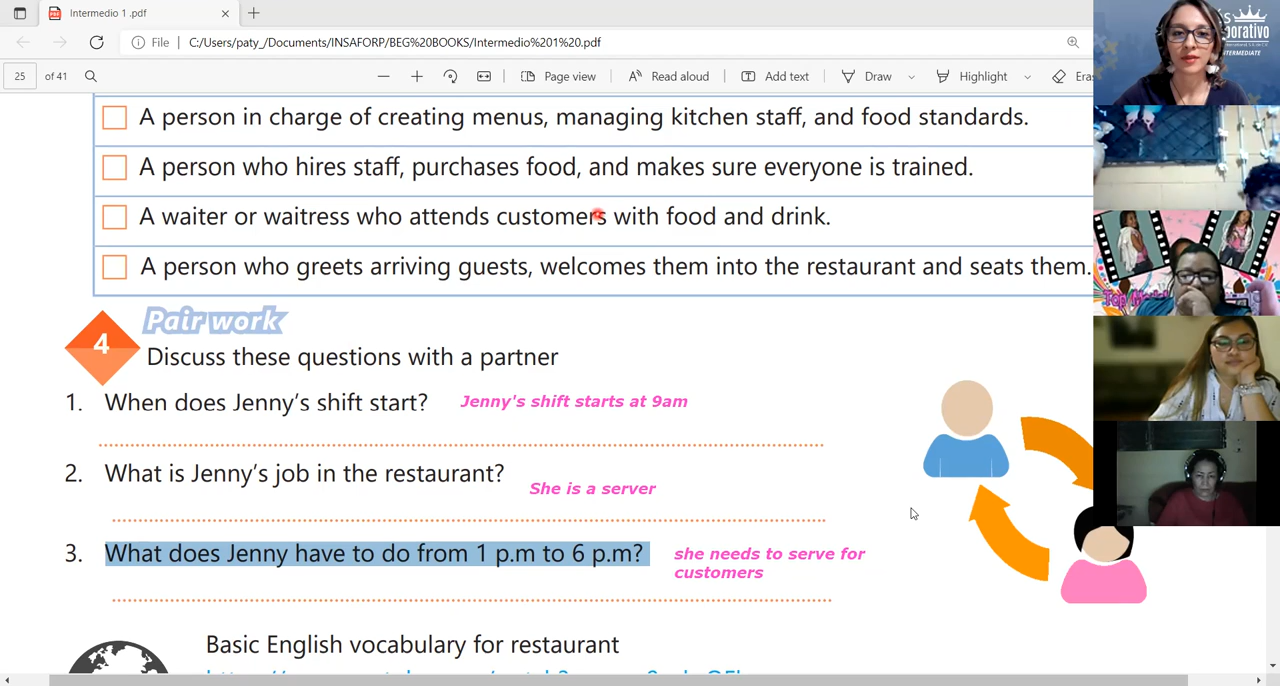 Intermedio 1 .pdf
File
C:/Users/paty_/Documents/INSAFORP/BEG%20BOOKS/Intermedio%201%20.pdf
25 of 41
Page view
Read aloud
Add text
Draw
Highlight
A person in charge of creating menus, managing kitchen staff, and food standards.
A person who hires staff, purchases food, and makes sure everyone is trained.
A waiter or waitress who attends customers with food and drink.
A person who greets arriving guests, welcomes them into the restaurant and seats them.
Pair work
4
Discuss these questions with a partner
1. When does Jenny's shift start? Jenny's shift starts at 9am
2. What is Jenny's job in the restaurant?
She is a server
3. What does Jenny have to do from 1 p.m to 6 p.m? she needs to serve for
customers
Basic English vocabulary for restaurant